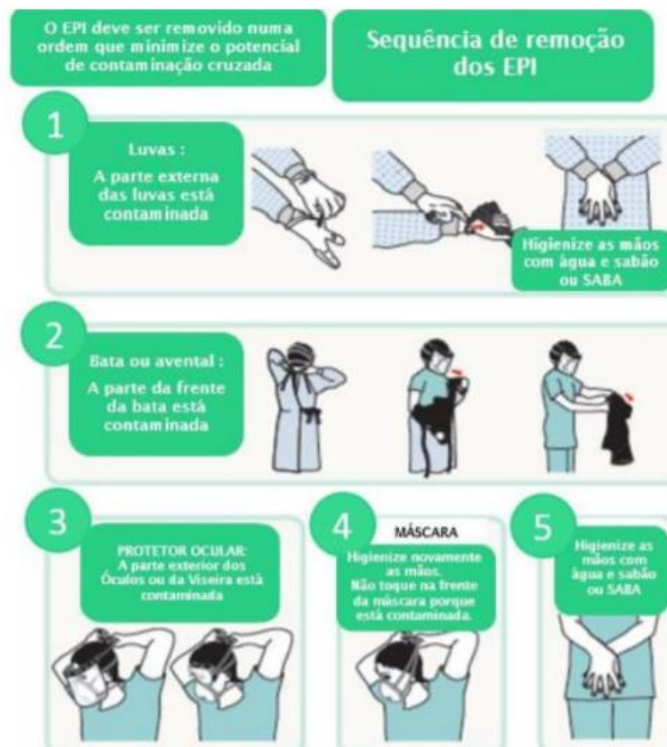 O EPI deve ser removido numa
ordem que minimize o potencial
de contaminação cruzada
Sequência de remoção
dos EPI
1
Luvas :
A parte externa
das luvas está
contaminada
Higienize as mãos
com água e sabão
ou SABA
2
Bata ou avental :
A parte da frente
da bata está
contaminada
3
PROTETOR OCULAR:
A parte exterior dos
Óculos ou da Viseira está
contaminada
4
MÁSCARA
Higienize novamente
as mãos.
Não toque na frente
da máscara porque
está contaminada.
5
Higienize as
mãos com
água e sabão
ou SABA